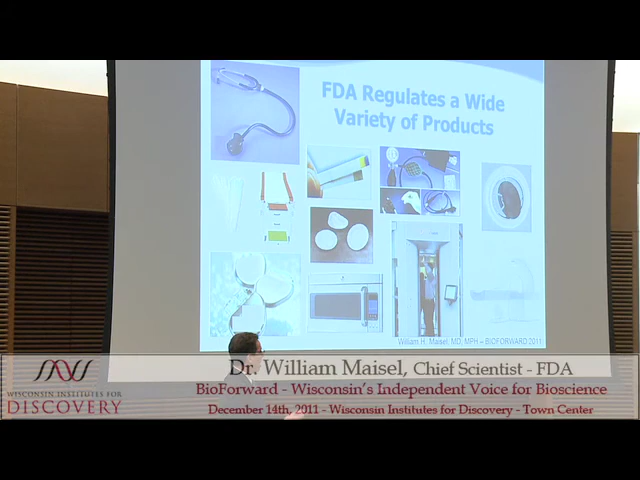 FDA Regulates a Wide
Variety of Products
William H. Maisel, MD, MPH – BIOFORWARD 2011
Dr. William Maisel, Chief Scientist - FDA
BioForward - Wisconsin's Independent Voice for Bioscience
December 14th, 2011 - Wisconsin Institutes for Discovery - Town Center
WISCONSIN INSTITUTES FOR
DISCOVERY